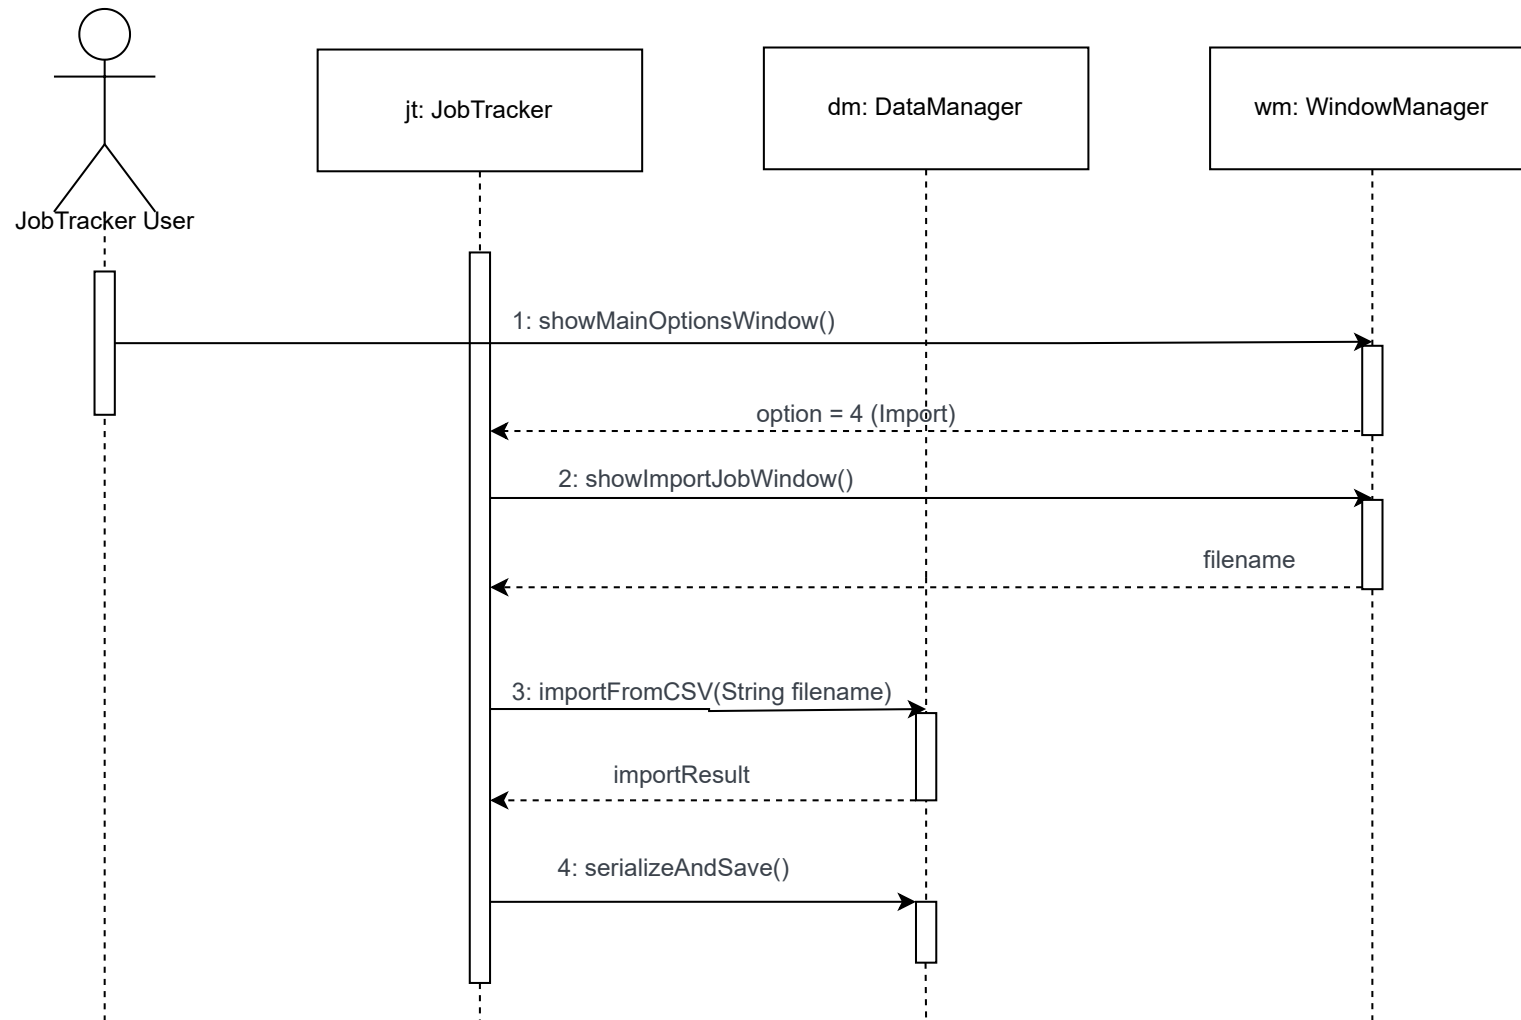 jt: JobTracker
dm: DataManager
wm: WindowManager
JobTracker User
1: showMainOptionsWindow()
option = 4 (Import)
2: showImportJobWindow()
filename
3: importFromCSV(String filename)
importResult
4: serializeAndSave()